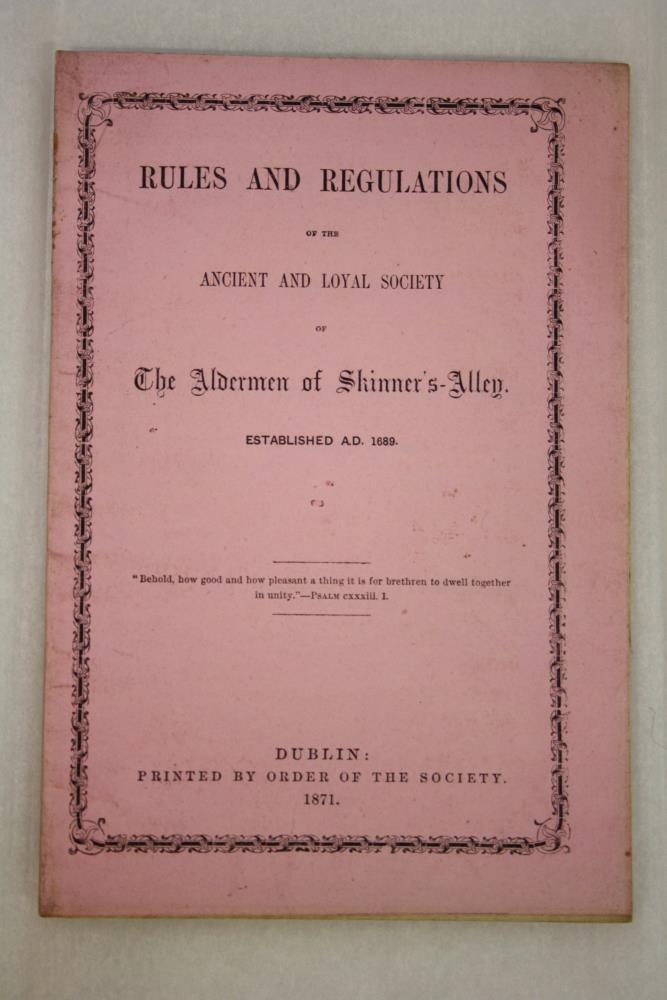 RULES AND REGULATIONS
OF THE
ANCIENT AND LOYAL SOCIETY
OF
The Aldermen of Skinner's-Alley.
ESTABLISHED A.D. 1689.
"Behold, how good and how pleasant a thing it is for brethren to dwell together
in unity."—PSALM cxxxiii. 1.
DUBLIN:
PRINTED BY ORDER OF THE SOCIETY.
1871.